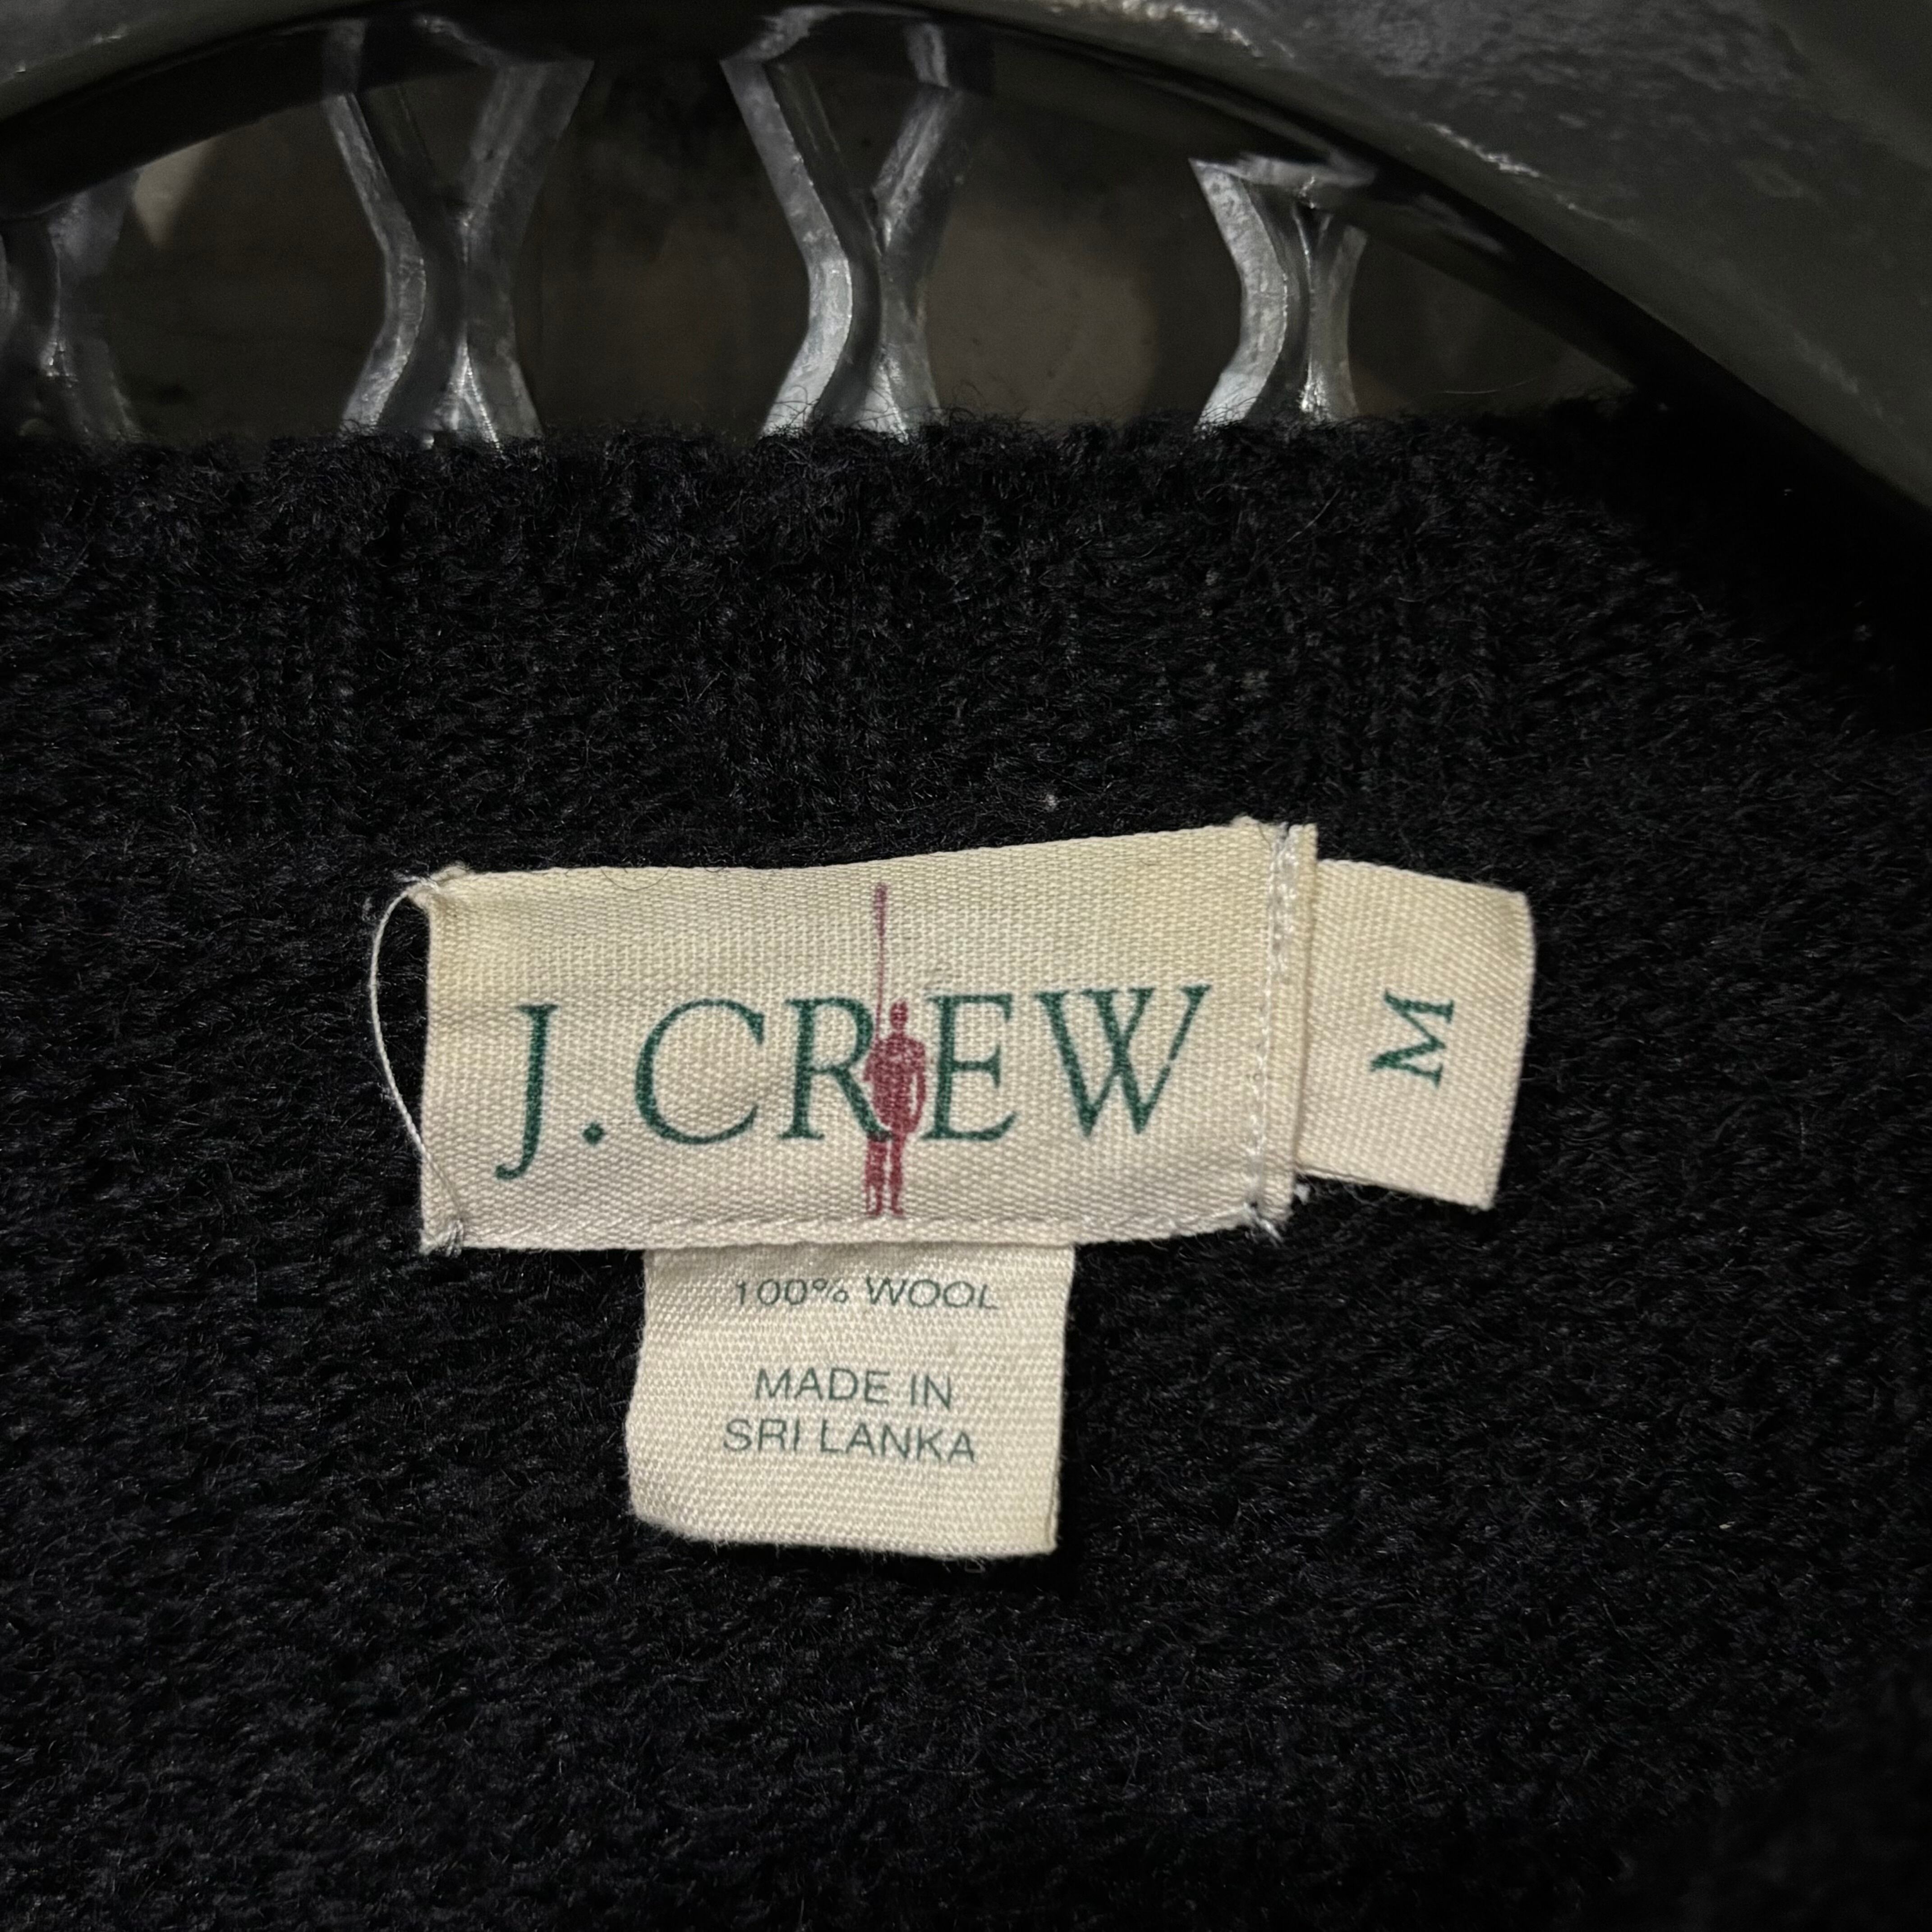 J.CREW
M
100% WOOL
MADE IN
SRI LANKA